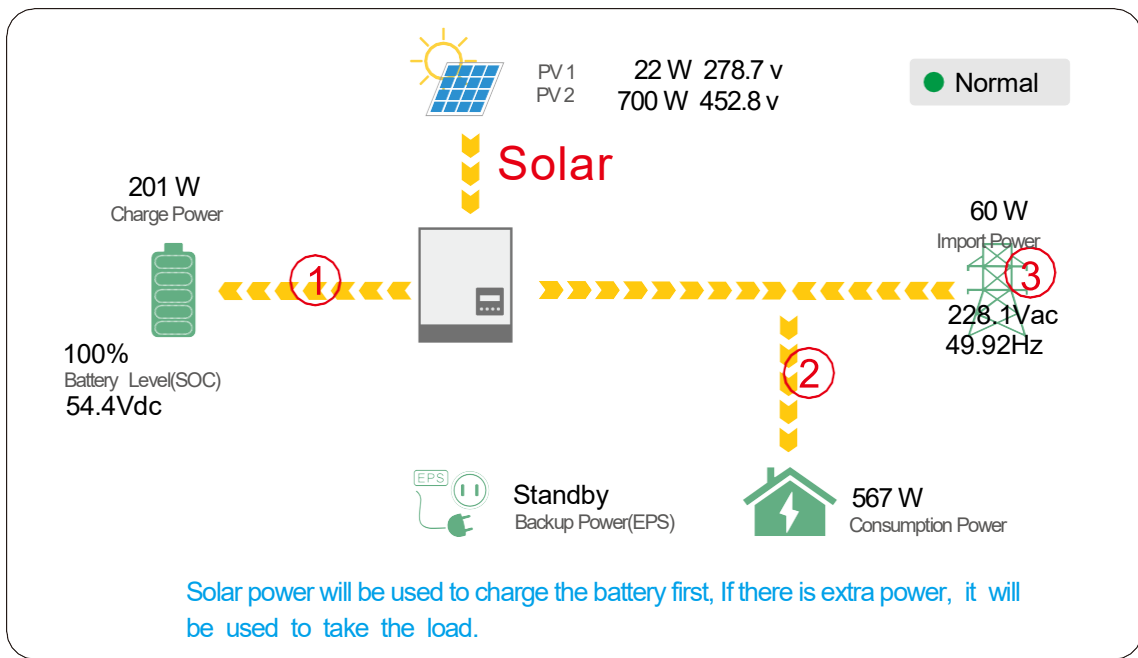 PV 1 22 W 278.7 v
PV 2 700 W 452.8 v
Normal
Solar
201 W
Charge Power
60 W
Import Power
1
3
228.1Vac
49.92Hz
100%
Battery Level(SOC)
54.4Vdc
2
EPS
Standby
Backup Power(EPS)
567 W
Consumption Power
Solar power will be used to charge the battery first, If there is extra power, it will
be used to take the load.